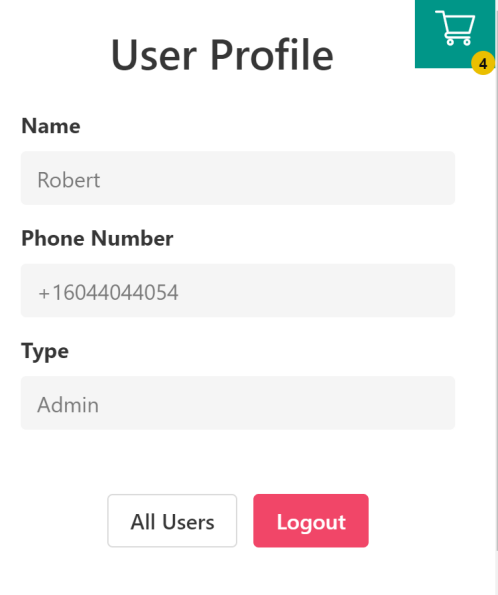 User Profile
4
Name
Robert
Phone Number
+16044044054
Type
Admin
All Users
Logout